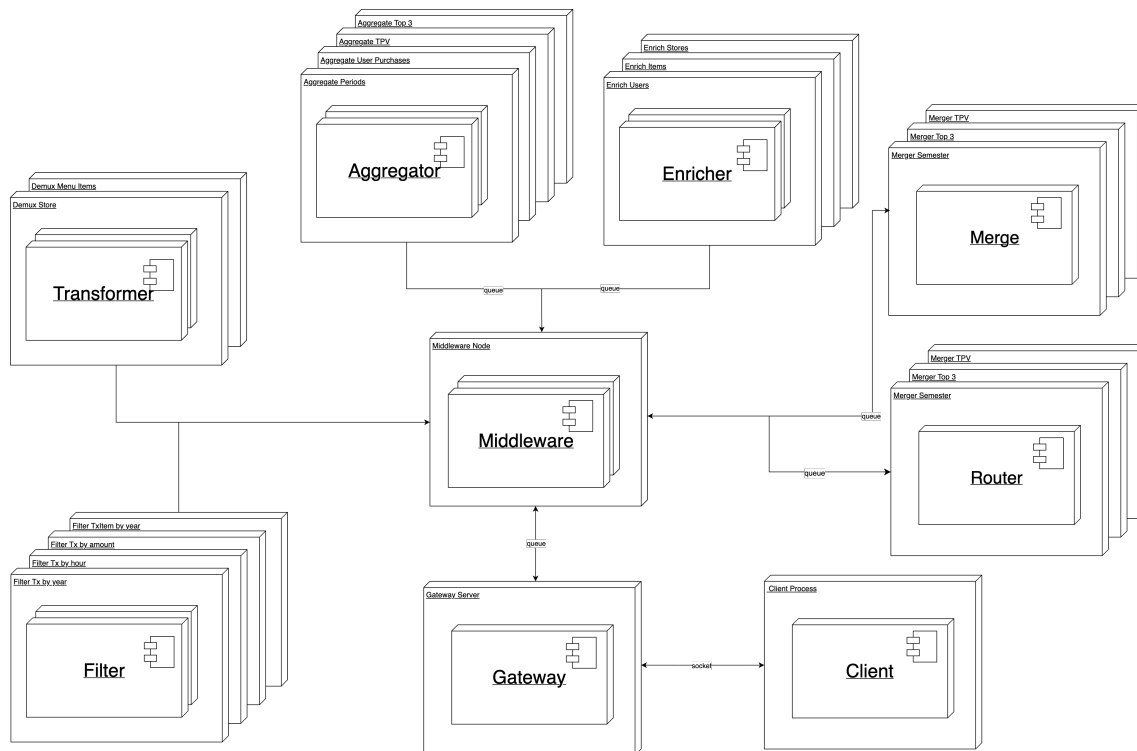 Aggregate Top 3
Aggregate TPV
Aggregate User Purchases
Aggregate Periods
Aggregator
Enrich Stores
Enrich Items
Enrich Users
Enricher
Merger TPV
Merger Top 3
Merger Semester
Merge
Demux Menu Items
Demux Store
Transformer
queue
queue
Middleware Node
Middleware
Merger TPV
Merger Top 3
Merger Semester
Router
queue
queue
Filter TxItem by year
Filter Tx by amount
Filter Tx by hour
Filter Tx by year
Filter
queue
Gateway Server
Gateway
socket
Client Process
Client